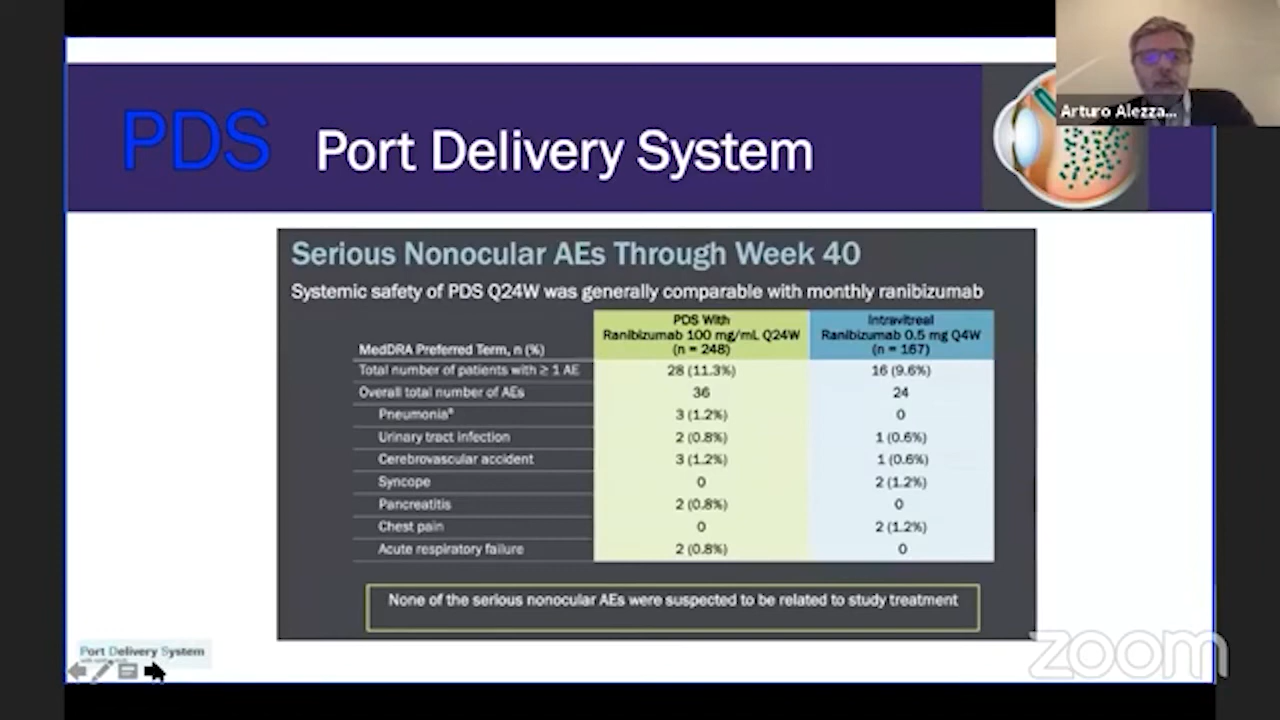 PDS Port Delivery System
Arturo Alezza...
Serious Nonocular AEs Through Week 40
Systemic safety of PDS Q24W was generally comparable with monthly ranibizumab
MedDRA Preferred Term, n (%)
PDS With
Ranibizumab 100 mg/mL Q24W
(n = 248)
Intravitreal
Ranibizumab 0.5 mg Q4W
(n = 167)
Total number of patients with ≥ 1 AE 28 (11.3%) 16 (9.6%)
Overall total number of AEs 36 24
Pneumoniaª 3 (1.2%) 0
Urinary tract infection 2 (0.8%) 1 (0.6%)
Cerebrovascular accident 3 (1.2%) 1 (0.6%)
Syncope 0 2 (1.2%)
Pancreatitis 2 (0.8%) 0
Chest pain 0 2 (1.2%)
Acute respiratory failure 2 (0.8%) 0
None of the serious nonocular AEs were suspected to be related to study treatment
Port Delivery System
zoom